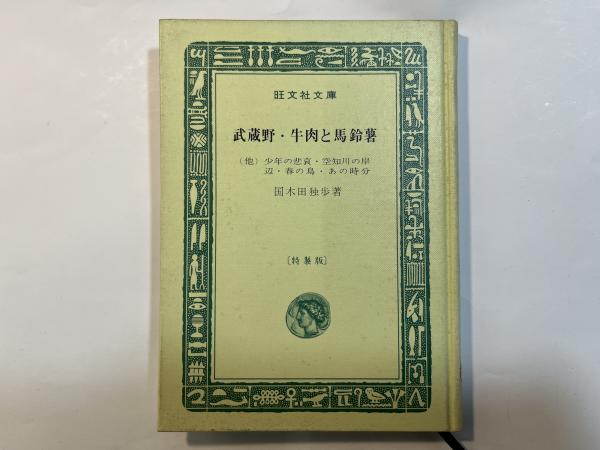 旺文社文庫
武蔵野・牛肉と馬鈴薯
（他）少年の悲哀・空知川の岸
辺・春の鳥・あの時分
国木田独歩著
［特製版］